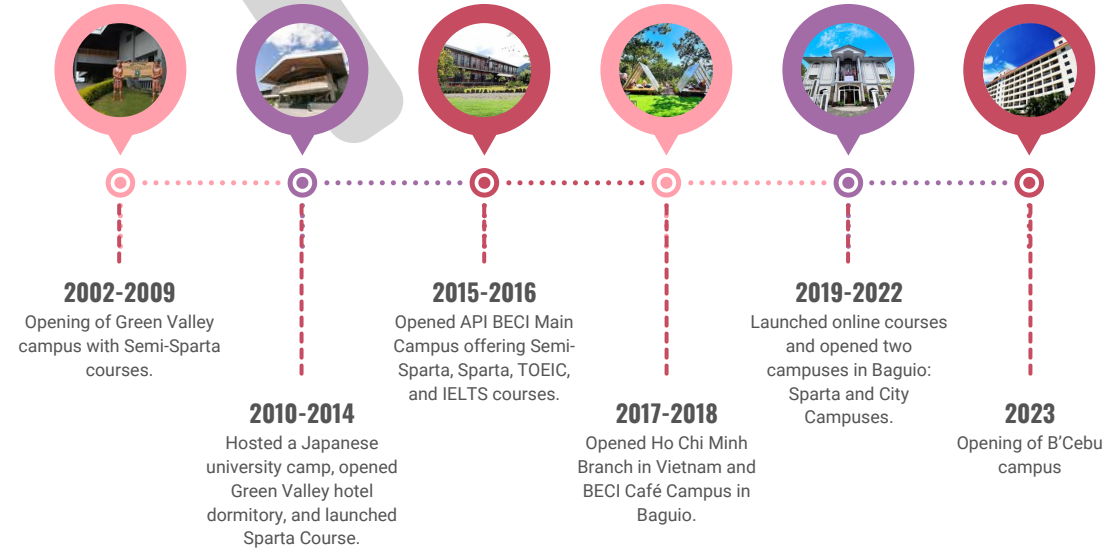 2002-2009
Opening of Green Valley
campus with Semi-Sparta
courses.
2010-2014
Hosted a Japanese
university camp, opened
Green Valley hotel
dormitory, and launched
Sparta Course.
2015-2016
Opened API BECI Main
Campus offering Semi-
Sparta, Sparta, TOEIC,
and IELTS courses.
2017-2018
Opened Ho Chi Minh
Branch in Vietnam and
BECI Café Campus in
Baguio.
2019-2022
Launched online courses
and opened two
campuses in Baguio:
Sparta and City
Campuses.
2023
Opening of B’Cebu
campus